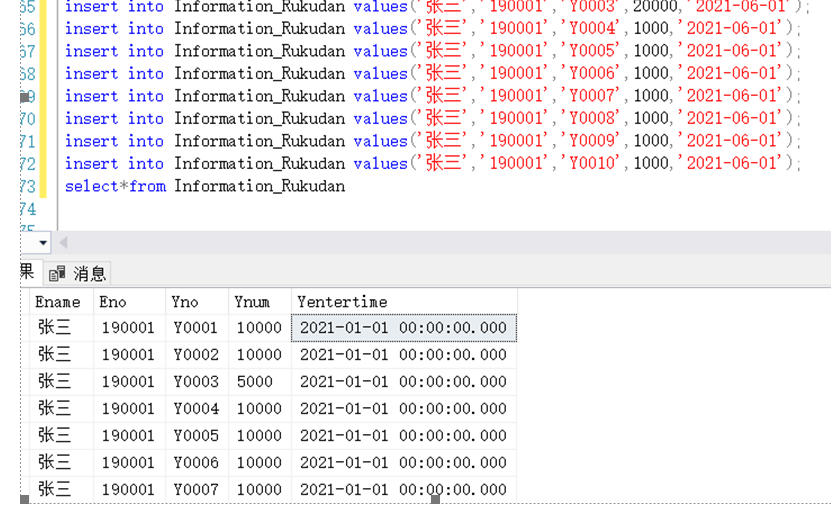 65 insert into Information_Rukudan values('张三','190001','Y0003',20000,'2021-06-01');
66 insert into Information_Rukudan values('张三','190001','Y0004',1000,'2021-06-01');
67 insert into Information_Rukudan values('张三','190001','Y0005',1000,'2021-06-01');
68 insert into Information_Rukudan values('张三','190001','Y0006',1000,'2021-06-01');
69 insert into Information_Rukudan values('张三','190001','Y0007',1000,'2021-06-01');
70 insert into Information_Rukudan values('张三','190001','Y0008',1000,'2021-06-01');
71 insert into Information_Rukudan values('张三','190001','Y0009',1000,'2021-06-01');
72 insert into Information_Rukudan values('张三','190001','Y0010',1000,'2021-06-01');
73 select*from Information_Rukudan
74
果 消息
Ename Eno Yno Ynum Yentertime
张三 190001 Y0001 10000 2021-01-01 00:00:00.000
张三 190001 Y0002 10000 2021-01-01 00:00:00.000
张三 190001 Y0003 5000 2021-01-01 00:00:00.000
张三 190001 Y0004 10000 2021-01-01 00:00:00.000
张三 190001 Y0005 10000 2021-01-01 00:00:00.000
张三 190001 Y0006 10000 2021-01-01 00:00:00.000
张三 190001 Y0007 10000 2021-01-01 00:00:00.000